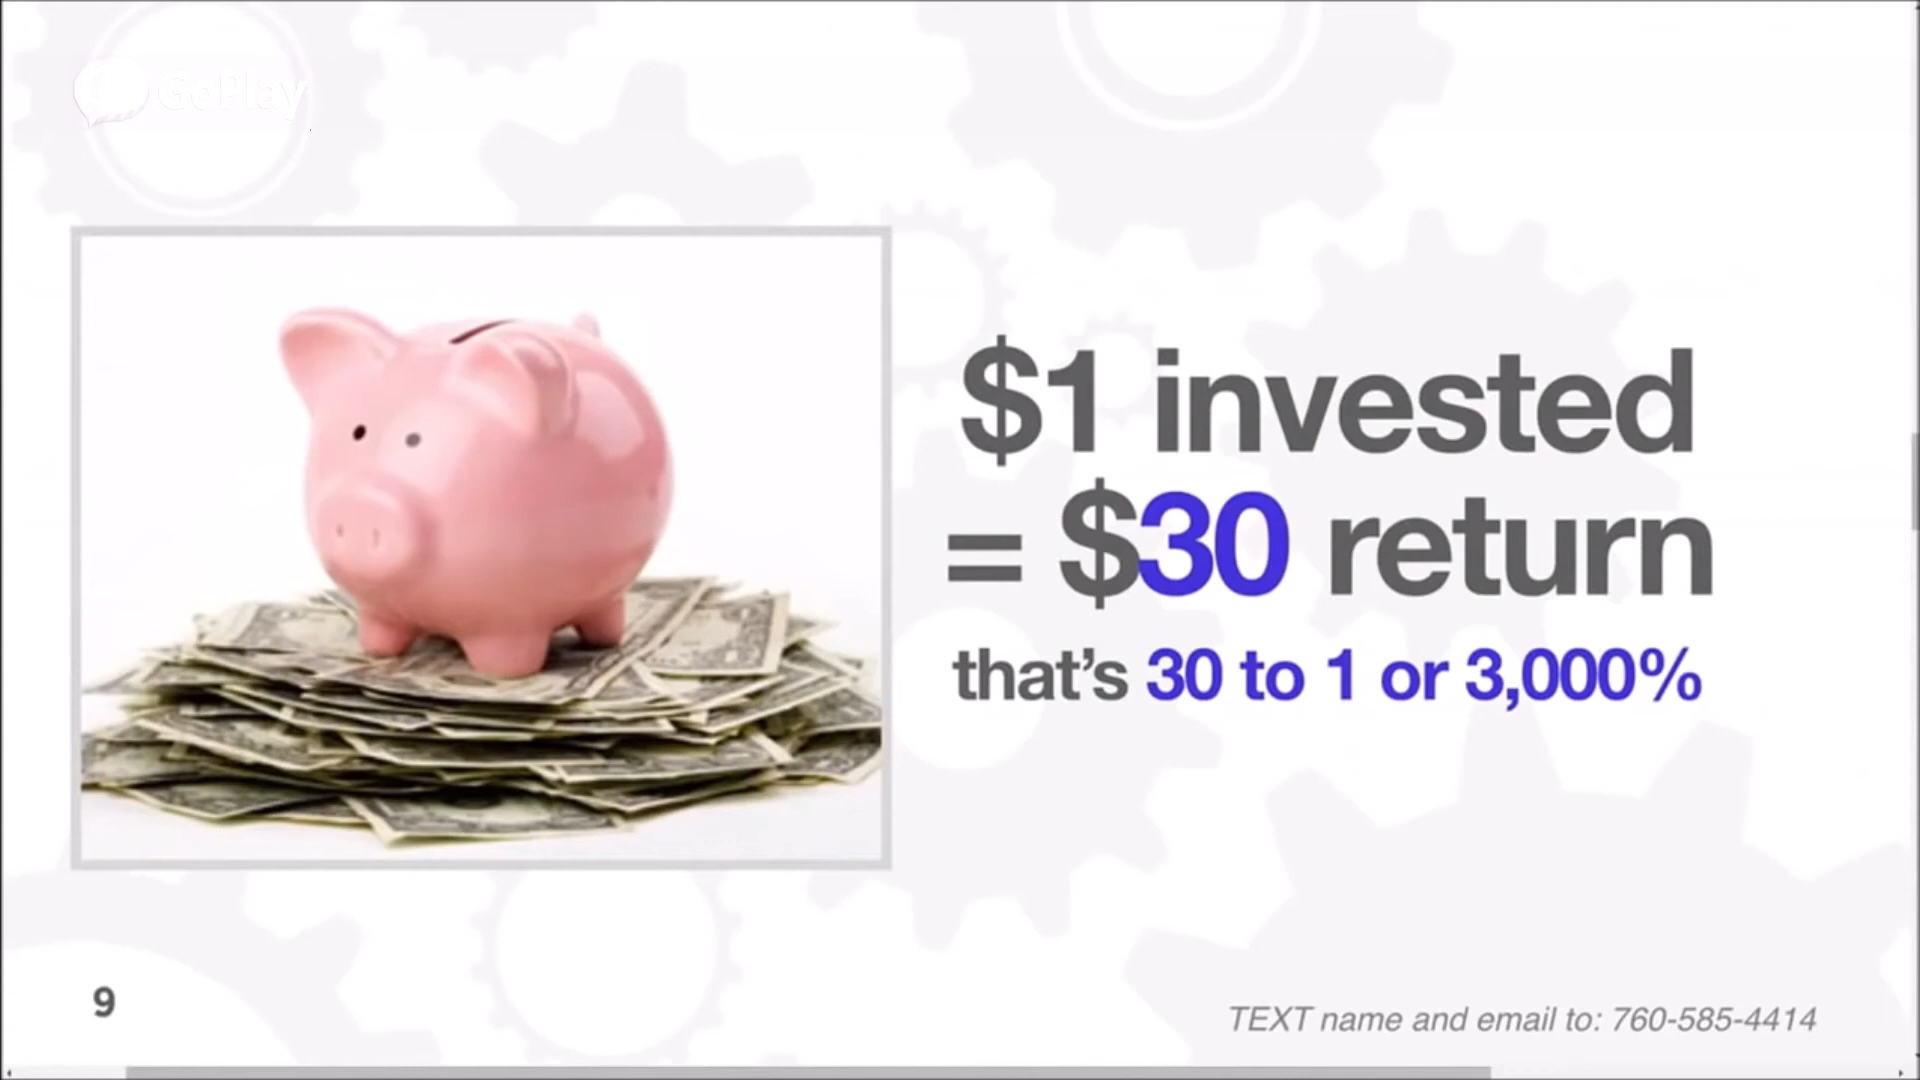 GoPlay
$1 invested
= $30 return
that's 30 to 1 or 3,000%
9
TEXT name and email to: 760-585-4414